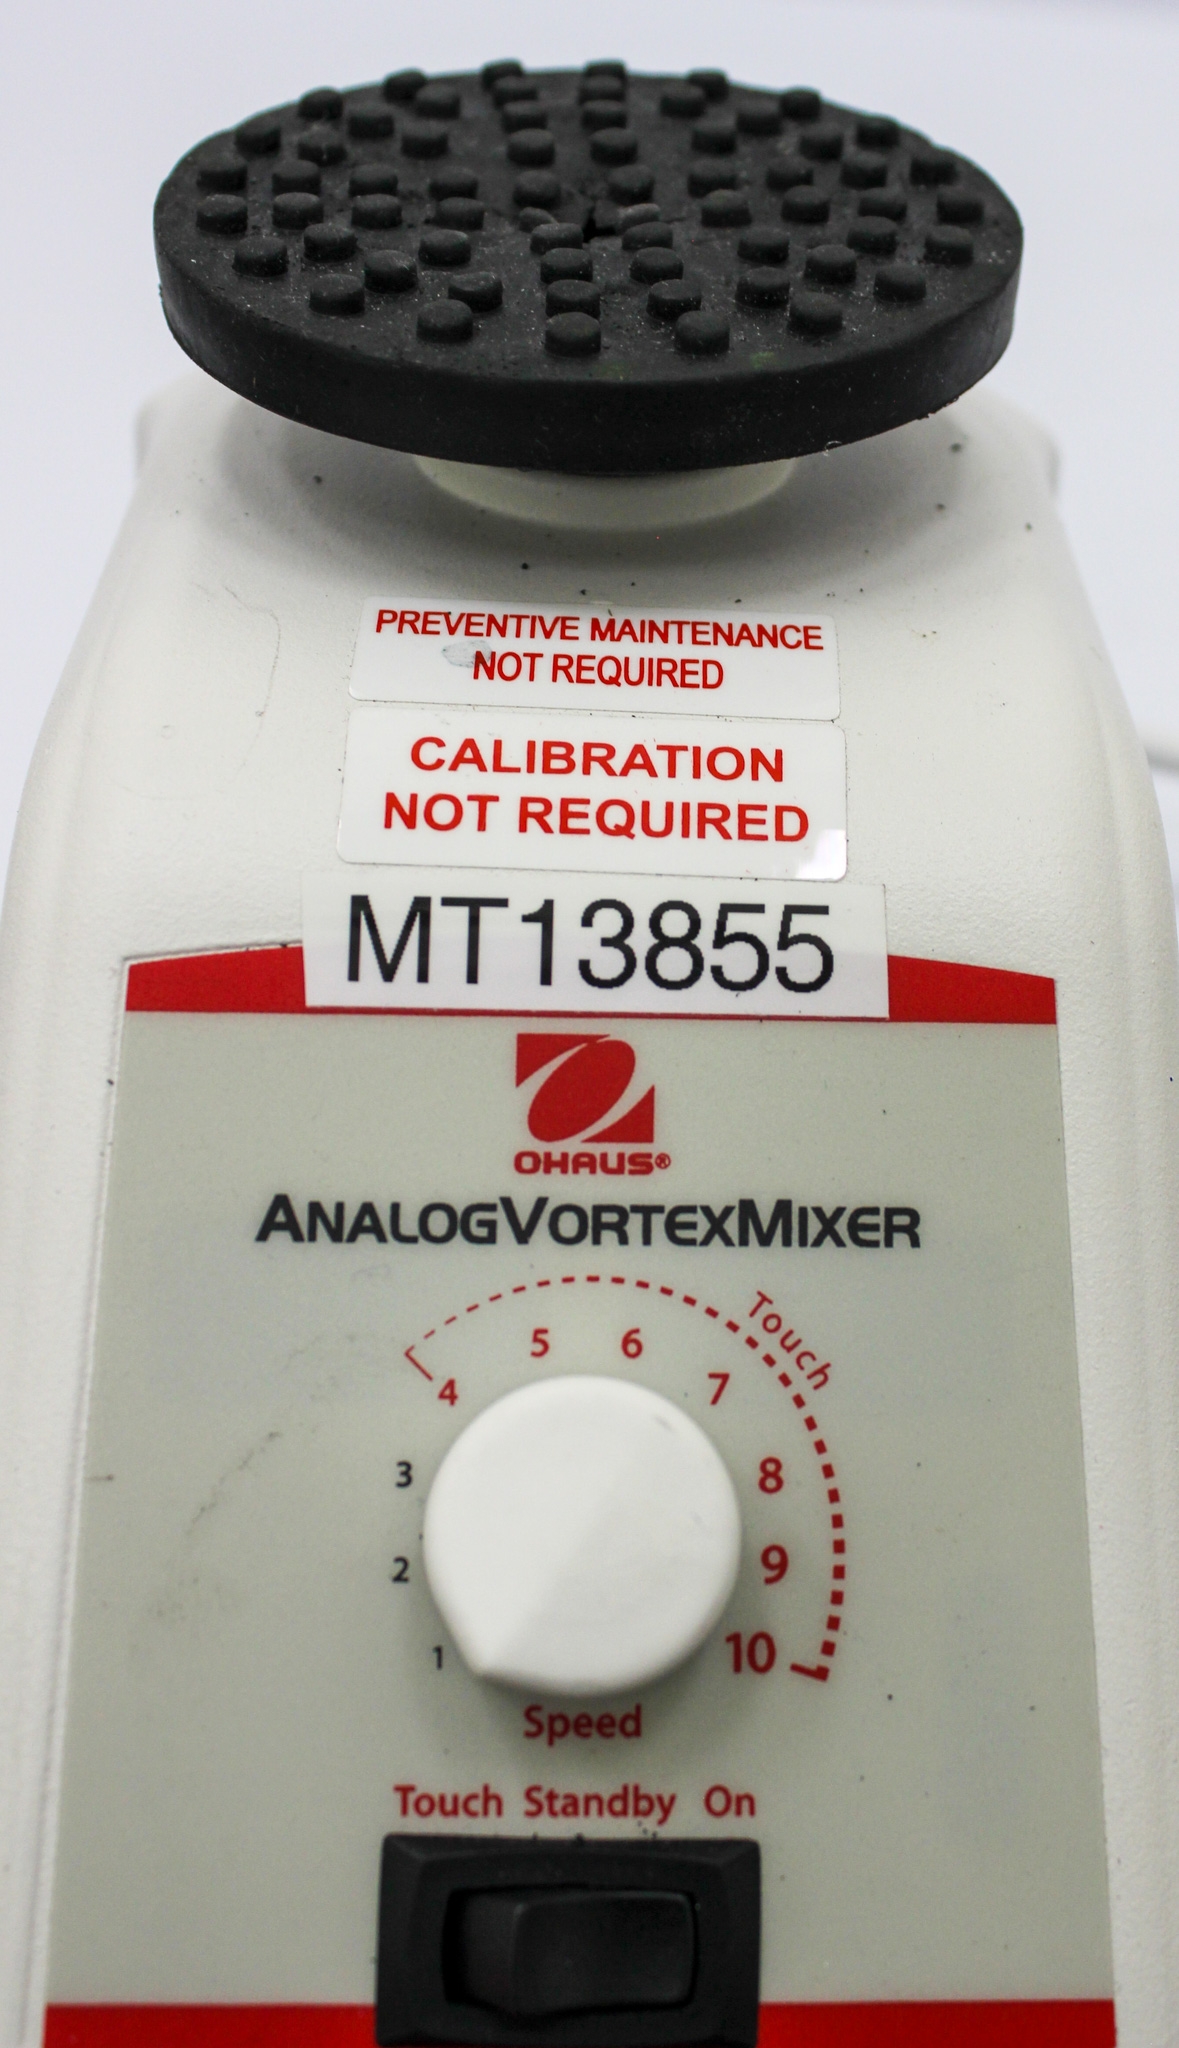 PREVENTIVE MAINTENANCE
NOT REQUIRED
CALIBRATION
NOT REQUIRED
MT13855
OHAUS®
ANALOGVORTEXMIXER
Touch
1 2 3 4 5 6 7 8 9 10
Speed
Touch Standby On